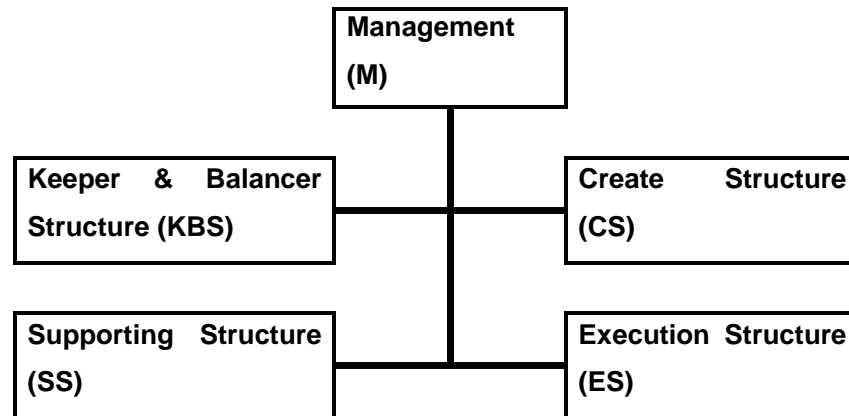 Management
(M)
Keeper & Balancer
Structure (KBS)
Create Structure
(CS)
Supporting Structure
(SS)
Execution Structure
(ES)